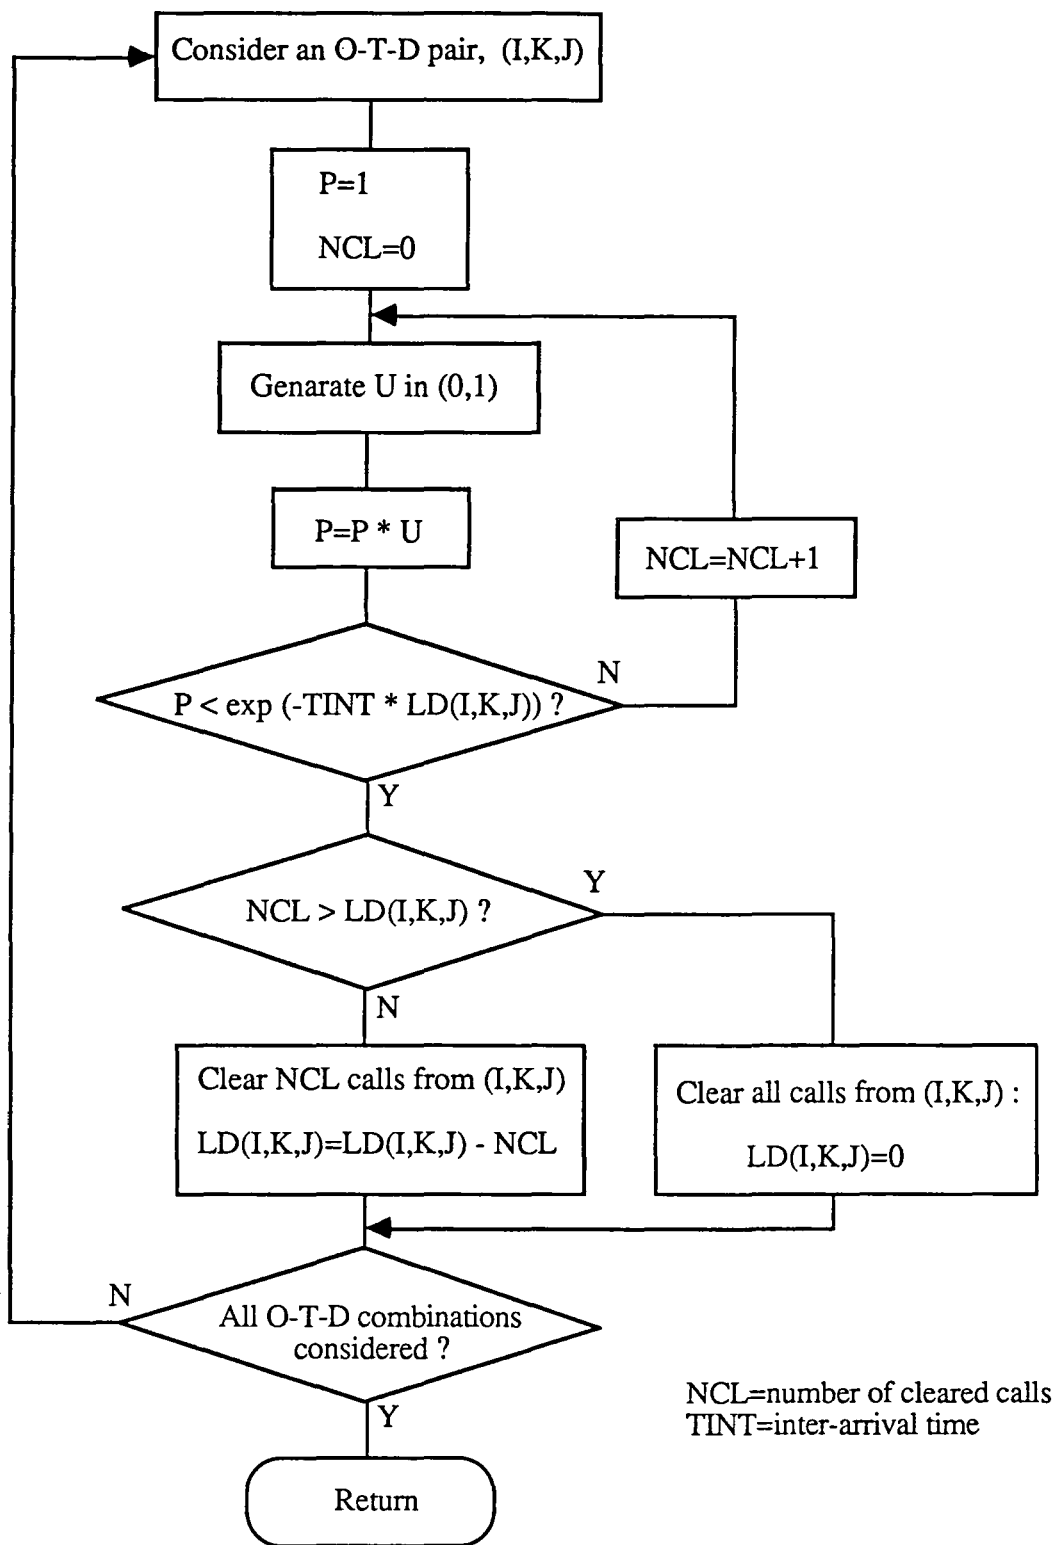 Consider an O-T-D pair, (I,K,J)
P=1
NCL=0
Genarate U in (0,1)
P=P * U
NCL=NCL+1
P < exp (-TINT * LD(I,K,J)) ?
N
Y
NCL > LD(I,K,J) ?
Y
N
Clear NCL calls from (I,K,J)
LD(I,K,J)=LD(I,K,J) - NCL
Clear all calls from (I,K,J) :
LD(I,K,J)=0
N
All O-T-D combinations
considered ?
Y
NCL=number of cleared calls
TINT=inter-arrival time
Return